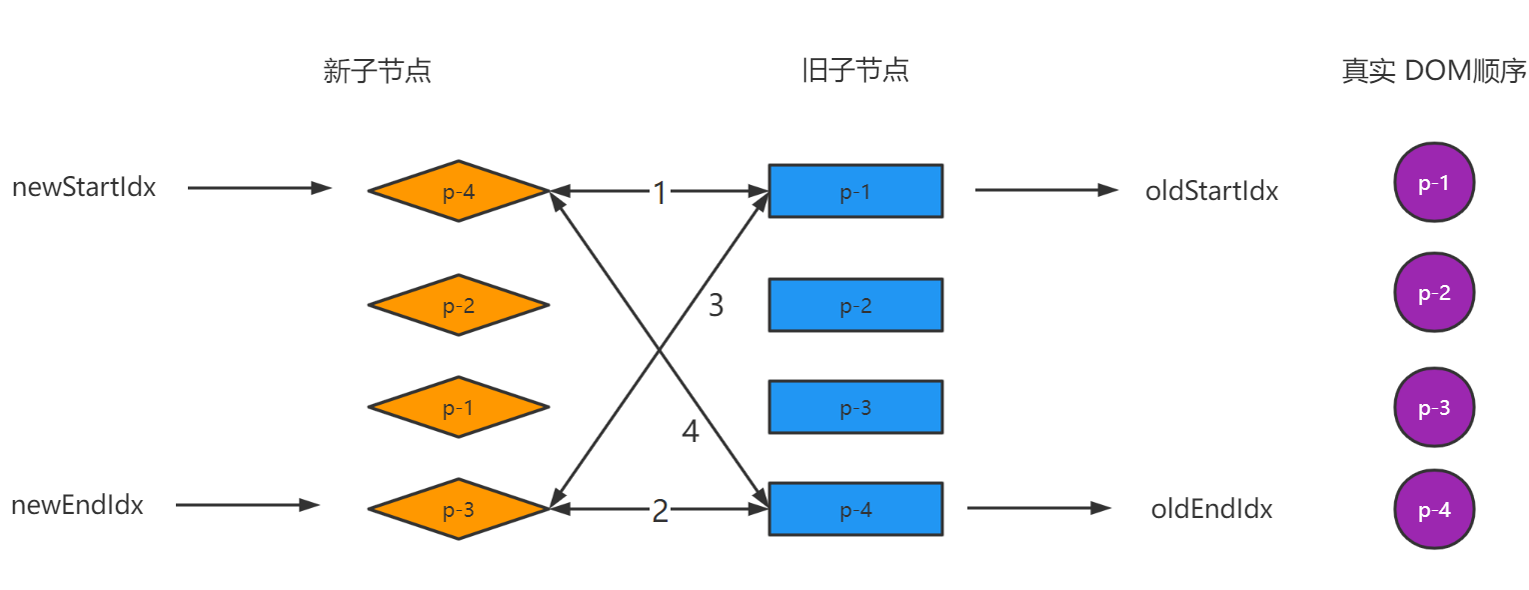 新子节点 旧子节点 真实 DOM顺序
newStartIdx p-4 1 p-1 oldStartIdx p-1
p-2 3 p-2 p-2
p-1 4 p-3 p-3
newEndIdx p-3 2 p-4 oldEndIdx p-4